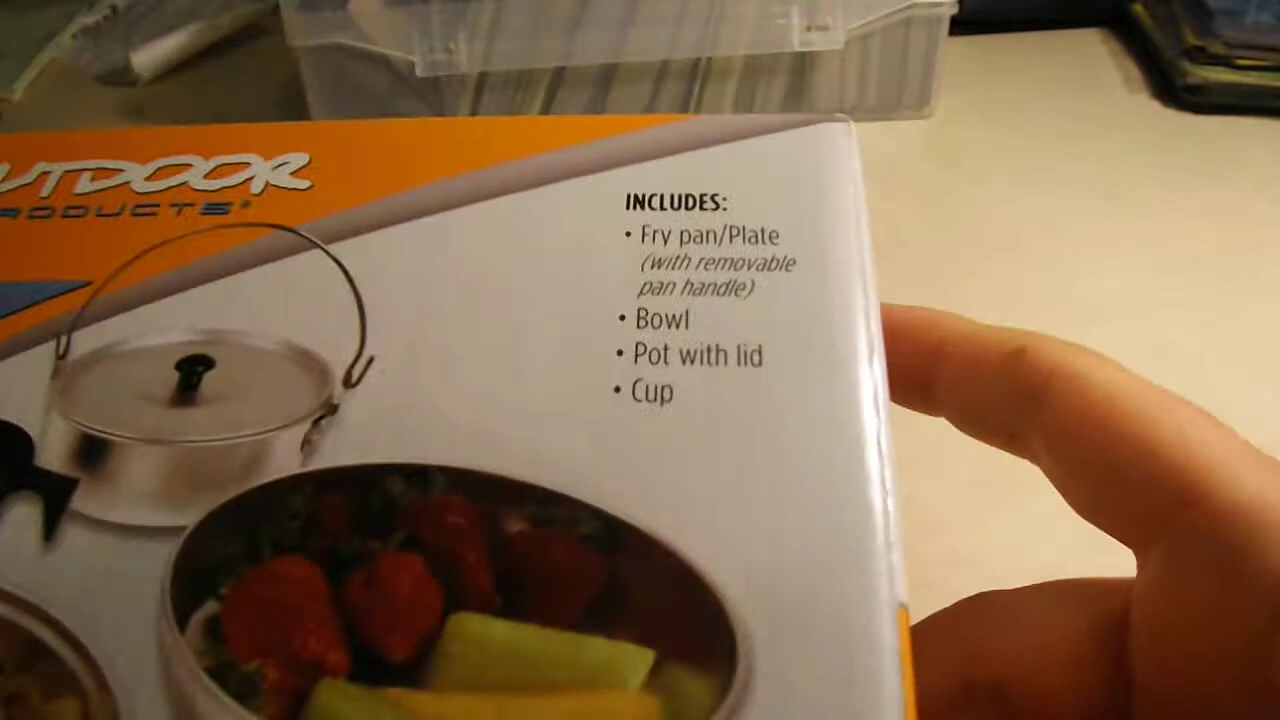 UTDOOR
RODUCTS
INCLUDES:
• Fry pan/Plate
(with removable
pan handle)
• Bowl
• Pot with lid
• Cup